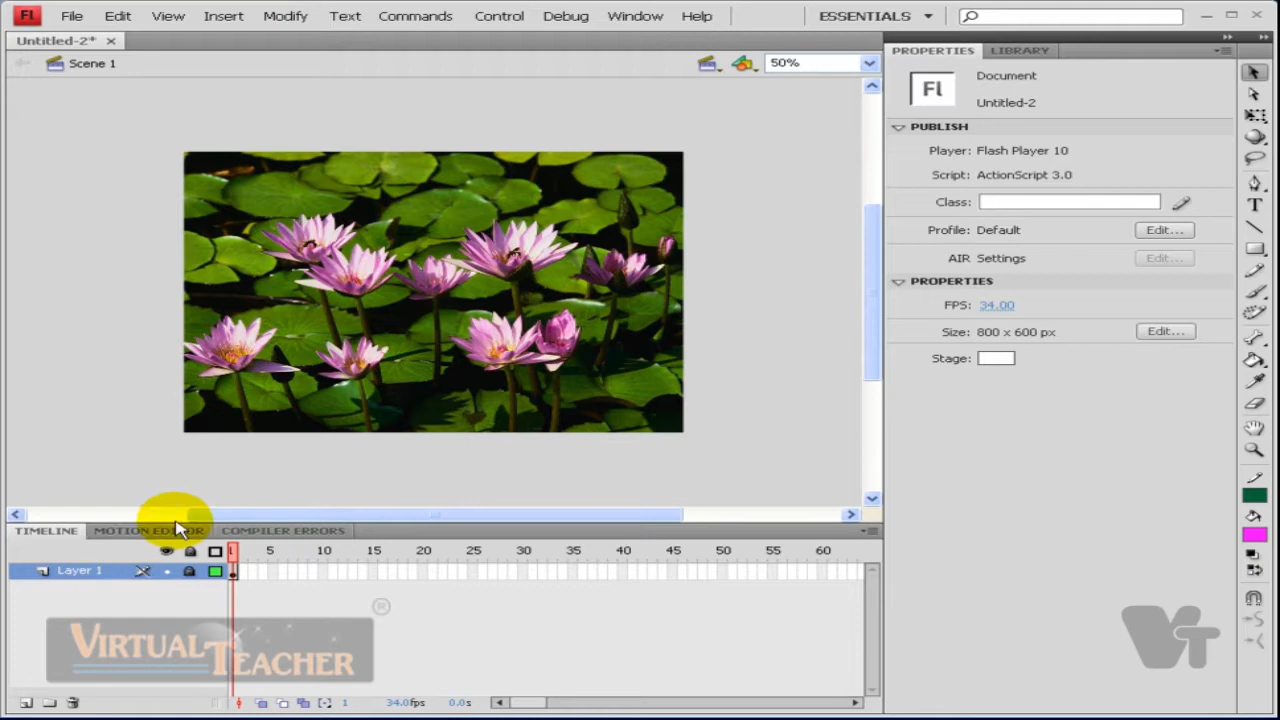 Fl File Edit View Insert Modify Text Commands Control Debug Window Help ESSENTIALS
Untitled-2*
Scene 1 50%
PROPERTIES LIBRARY
Fl Document
Untitled-2
PUBLISH
Player: Flash Player 10
Script: ActionScript 3.0
Class:
Profile: Default Edit...
AIR Settings Edit...
PROPERTIES
FPS: 34.00
Size: 800 x 600 px Edit...
Stage:
TIMELINE MOTION EDITOR COMPILER ERRORS
5 10 15 20 25 30 35 40 45 50 55 60
Layer 1
VIRTUAL TEACHER ®
VT
1 34.0fps 0.0s